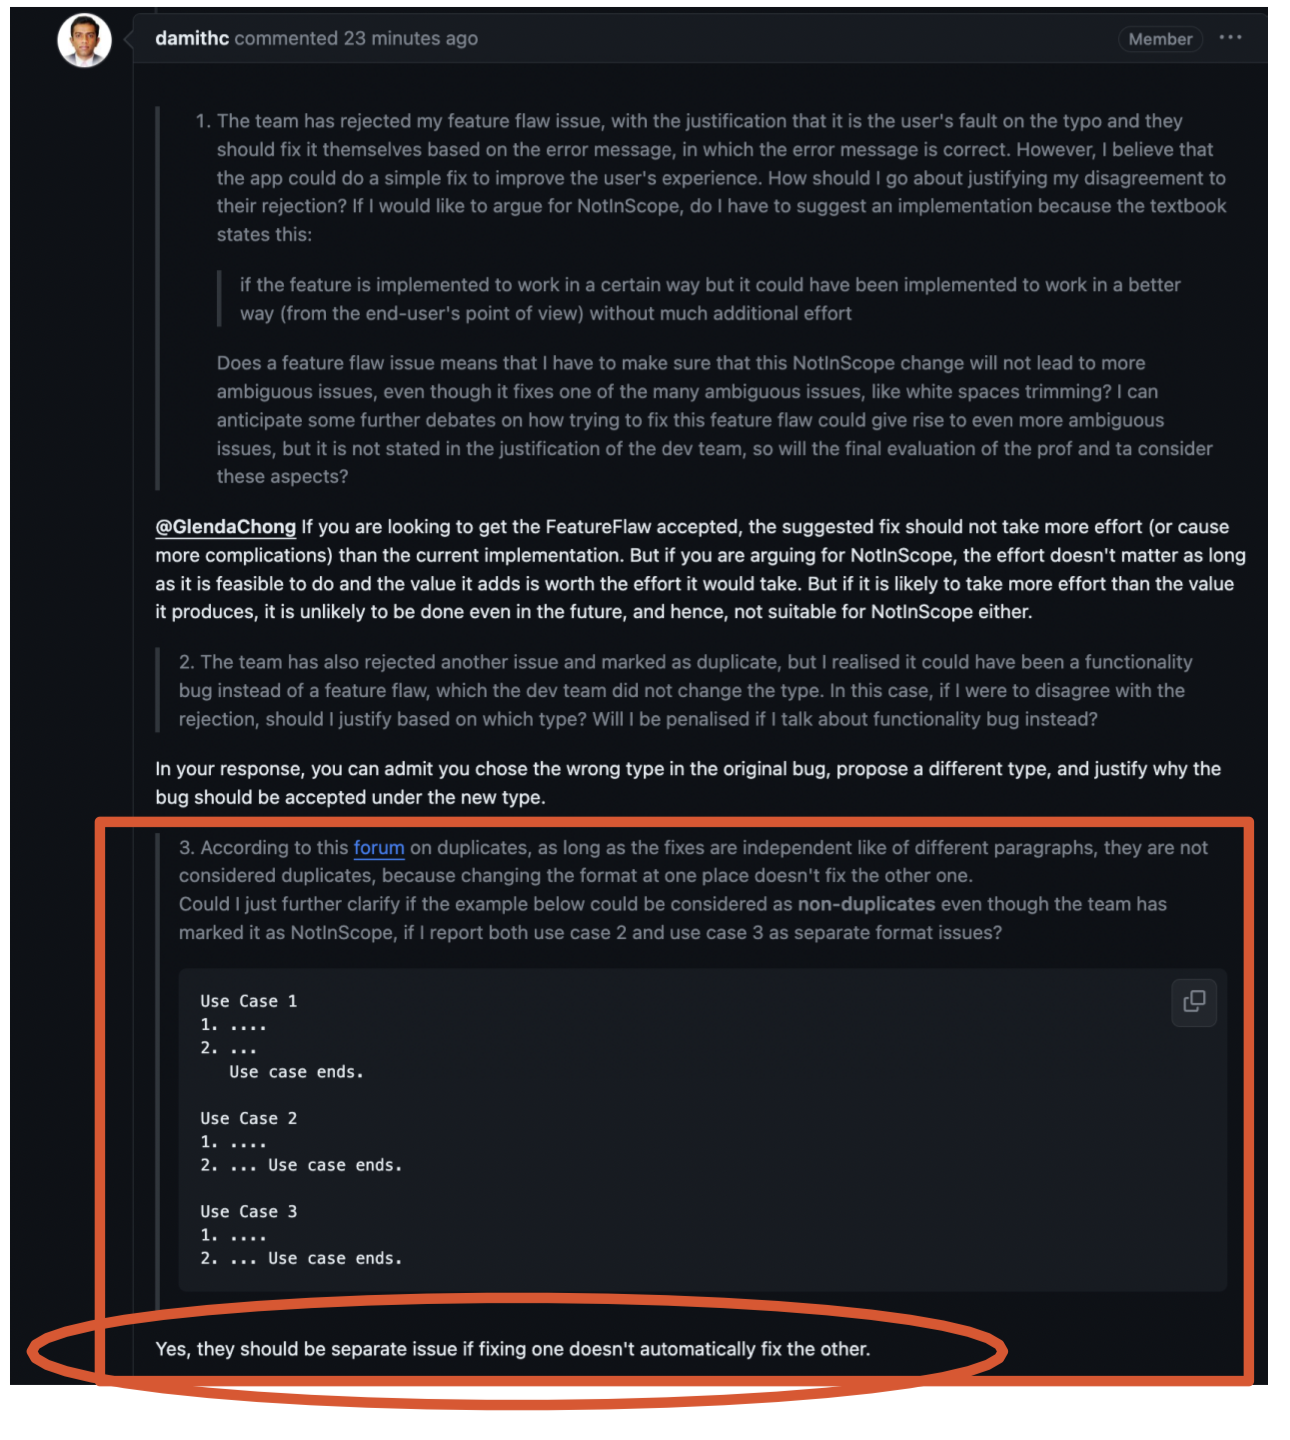 damithc commented 23 minutes ago
Member ...
1. The team has rejected my feature flaw issue, with the justification that it is the user's fault on the typo and they
should fix it themselves based on the error message, in which the error message is correct. However, I believe that
the app could do a simple fix to improve the user's experience. How should I go about justifying my disagreement to
their rejection? If I would like to argue for NotInScope, do I have to suggest an implementation because the textbook
states this:
if the feature is implemented to work in a certain way but it could have been implemented to work in a better
way (from the end-user's point of view) without much additional effort
Does a feature flaw issue means that I have to make sure that this NotInScope change will not lead to more
ambiguous issues, even though it fixes one of the many ambiguous issues, like white spaces trimming? I can
anticipate some further debates on how trying to fix this feature flaw could give rise to even more ambiguous
issues, but it is not stated in the justification of the dev team, so will the final evaluation of the prof and ta consider
these aspects?
@GlendaChong If you are looking to get the FeatureFlaw accepted, the suggested fix should not take more effort (or cause
more complications) than the current implementation. But if you are arguing for NotInScope, the effort doesn't matter as long
as it is feasible to do and the value it adds is worth the effort it would take. But if it is likely to take more effort than the value
it produces, it is unlikely to be done even in the future, and hence, not suitable for NotInScope either.
2. The team has also rejected another issue and marked as duplicate, but I realised it could have been a functionality
bug instead of a feature flaw, which the dev team did not change the type. In this case, if I were to disagree with the
rejection, should I justify based on which type? Will I be penalised if I talk about functionality bug instead?
In your response, you can admit you chose the wrong type in the original bug, propose a different type, and justify why the
bug should be accepted under the new type.
3. According to this forum on duplicates, as long as the fixes are independent like of different paragraphs, they are not
considered duplicates, because changing the format at one place doesn't fix the other one.
Could I just further clarify if the example below could be considered as non-duplicates even though the team has
marked it as NotInScope, if I report both use case 2 and use case 3 as separate format issues?
Use Case 1
1. ....
2. ...
Use case ends.
Use Case 2
1. ....
2. ... Use case ends.
Use Case 3
1. ....
2. ... Use case ends.
Yes, they should be separate issue if fixing one doesn't automatically fix the other.